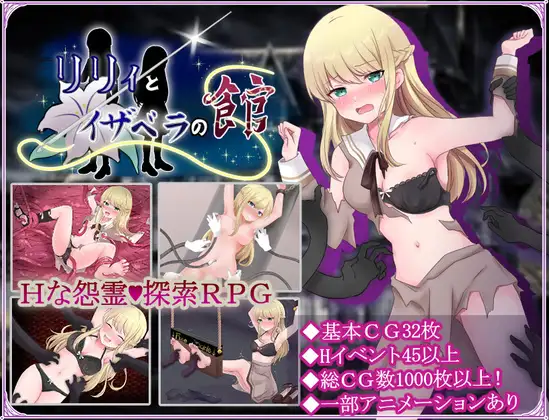 リリィと
イザベラの館
Hな怨霊♥探索RPG
◆基本CG32枚
◆Hイベント45以上
◆総CG数1000枚以上!
◆一部アニメーションあり